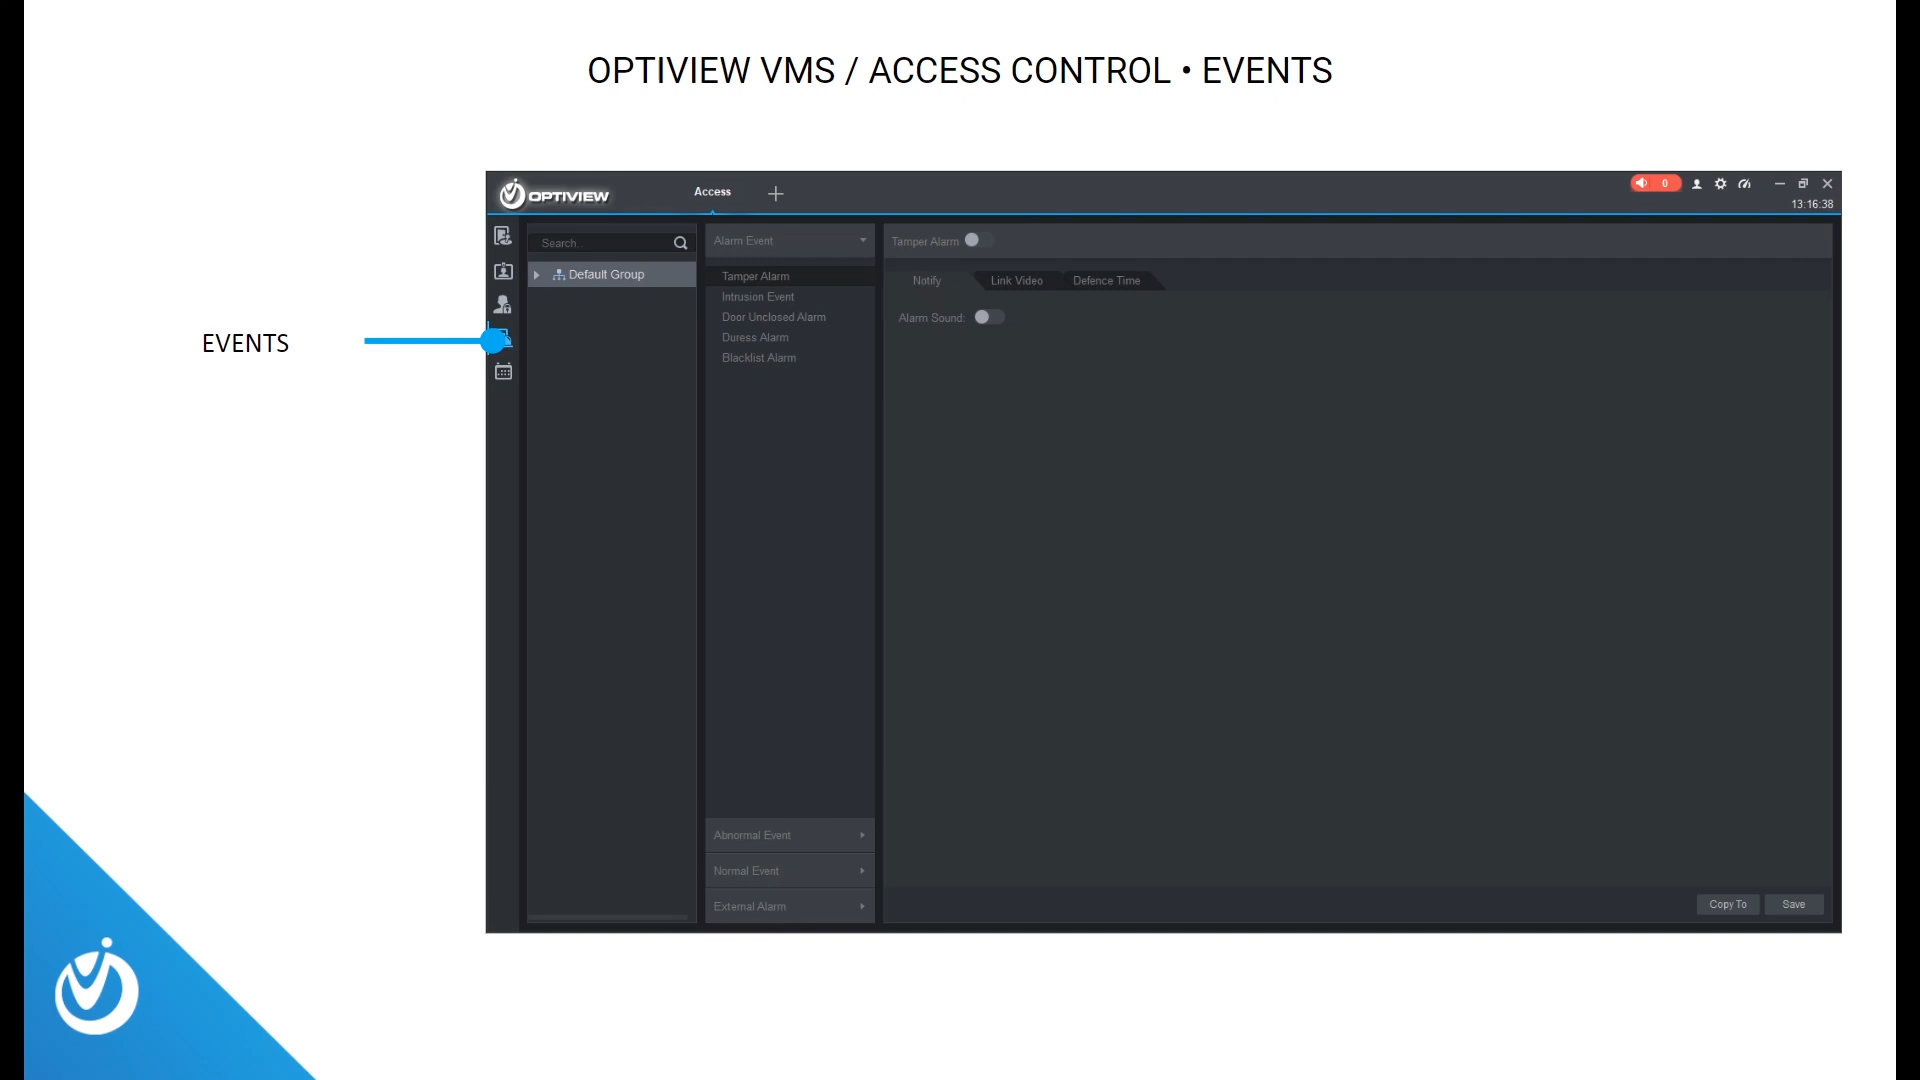 OPTIVIEW VMS / ACCESS CONTROL • EVENTS
OPTIVIEW
Access
0
13:16:38
Search..
Default Group
Alarm Event
Tamper Alarm
Intrusion Event
Door Unclosed Alarm
Duress Alarm
Blacklist Alarm
Abnormal Event
Normal Event
External Alarm
Tamper Alarm
Notify
Link Video
Defence Time
Alarm Sound:
Copy To
Save
EVENTS